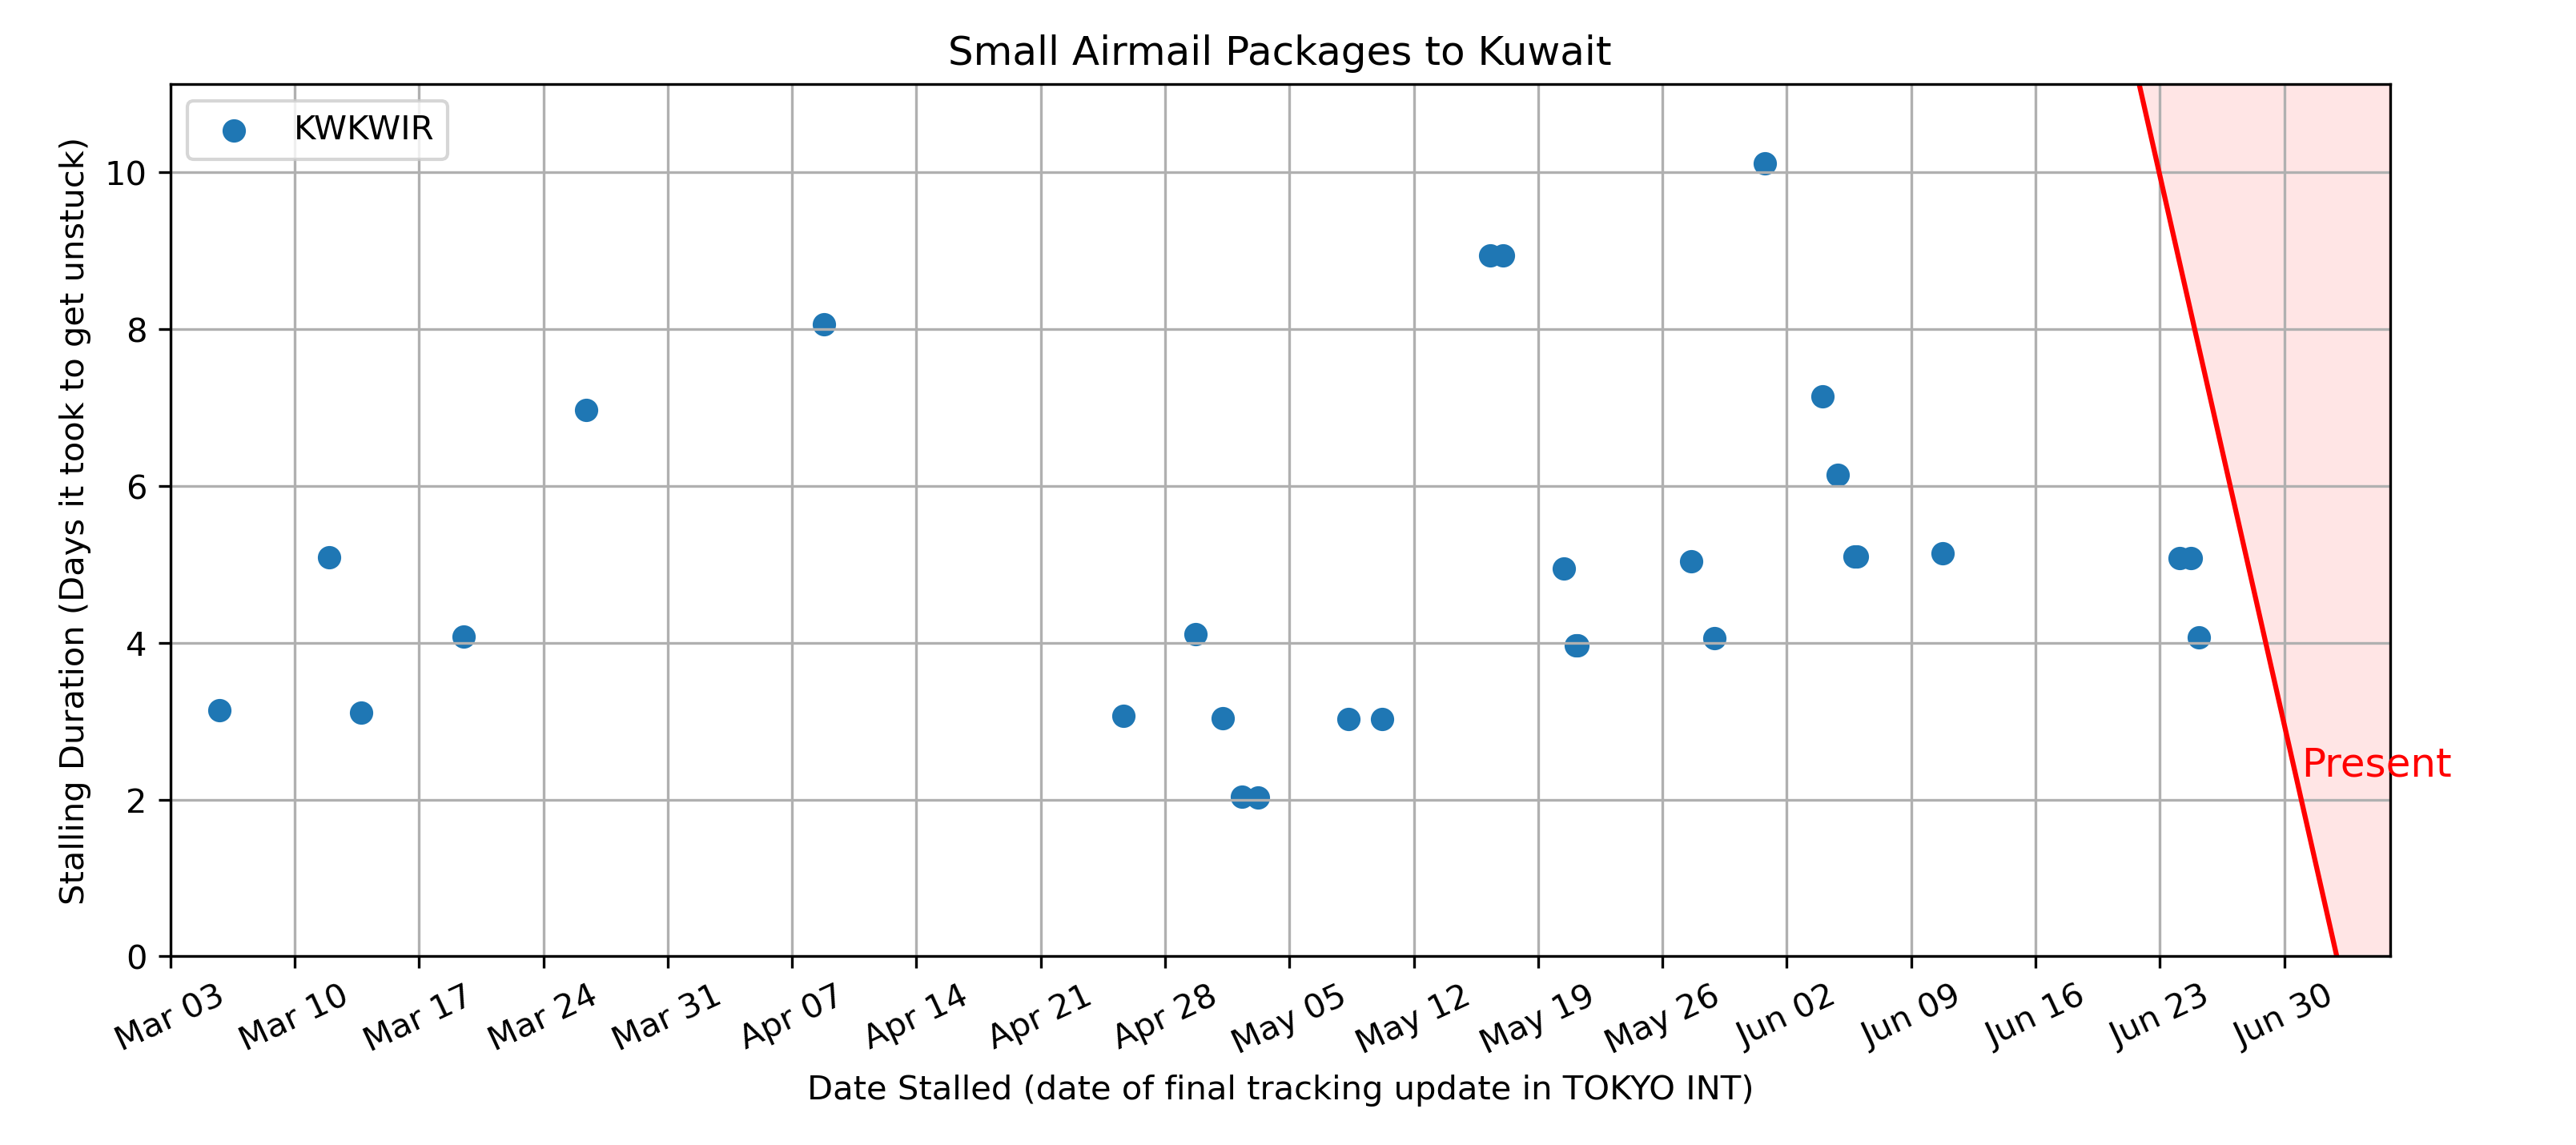 Small Airmail Packages to Kuwait
KWKWIR
Stalling Duration (Days it took to get unstuck)
10
8
6
4
2
0
Present
Mar 03
Mar 10
Mar 17
Mar 24
Mar 31
Apr 07
Apr 14
Apr 21
Apr 28
May 05
May 12
May 19
May 26
Jun 02
Jun 09
Jun 16
Jun 23
Jun 30
Date Stalled (date of final tracking update in TOKYO INT)